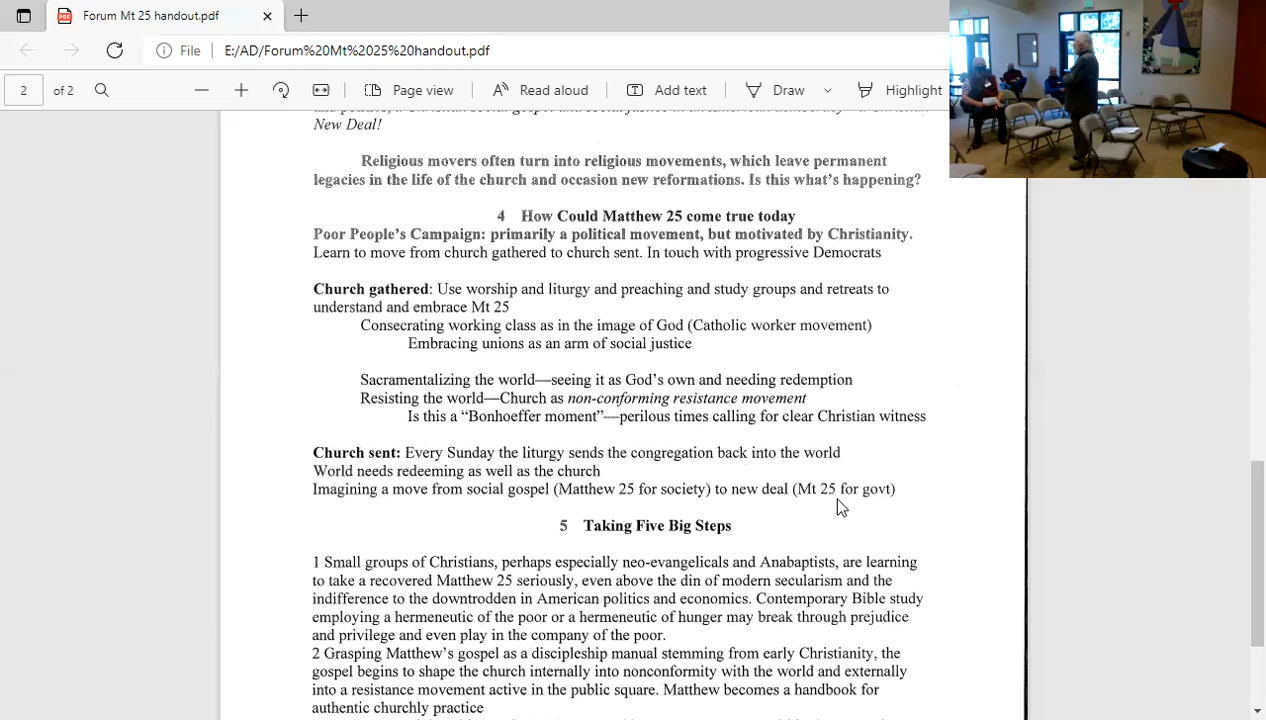 Forum Mt 25 handout.pdf
File E:/AD/Forum%20Mt%2025%20handout.pdf
2 of 2 Page view Read aloud Add text Draw Highlight
New Deal!
Religious movers often turn into religious movements, which leave permanent
legacies in the life of the church and occasion new reformations. Is this what's happening?
4 How Could Matthew 25 come true today
Poor People's Campaign: primarily a political movement, but motivated by Christianity.
Learn to move from church gathered to church sent. In touch with progressive Democrats
Church gathered: Use worship and liturgy and preaching and study groups and retreats to
understand and embrace Mt 25
Consecrating working class as in the image of God (Catholic worker movement)
Embracing unions as an arm of social justice
Sacramentalizing the world—seeing it as God's own and needing redemption
Resisting the world—Church as non-conforming resistance movement
Is this a "Bonhoeffer moment"—perilous times calling for clear Christian witness
Church sent: Every Sunday the liturgy sends the congregation back into the world
World needs redeeming as well as the church
Imagining a move from social gospel (Matthew 25 for society) to new deal (Mt 25 for govt)
5 Taking Five Big Steps
1 Small groups of Christians, perhaps especially neo-evangelicals and Anabaptists, are learning
to take a recovered Matthew 25 seriously, even above the din of modern secularism and the
indifference to the downtrodden in American politics and economics. Contemporary Bible study
employing a hermeneutic of the poor or a hermeneutic of hunger may break through prejudice
and privilege and even play in the company of the poor.
2 Grasping Matthew's gospel as a discipleship manual stemming from early Christianity, the
gospel begins to shape the church internally into nonconformity with the world and externally
into a resistance movement active in the public square. Matthew becomes a handbook for
authentic churchly practice